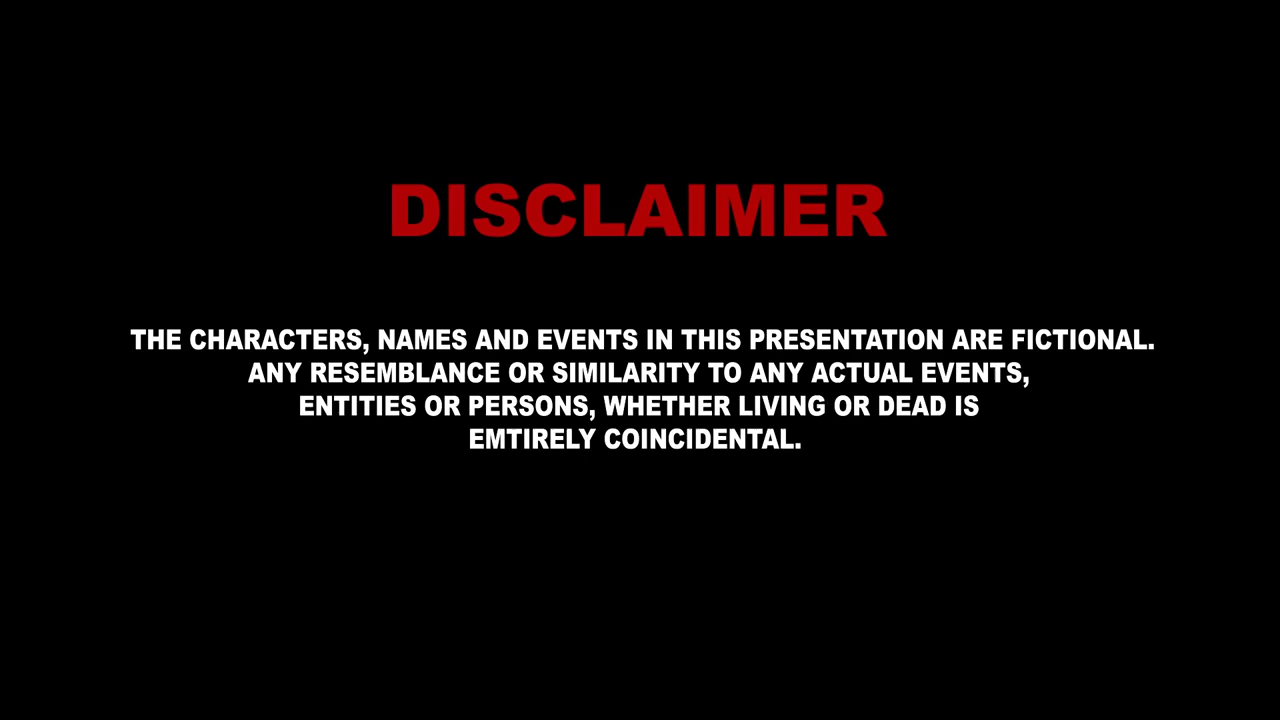 DISCLAIMER
THE CHARACTERS, NAMES AND EVENTS IN THIS PRESENTATION ARE FICTIONAL.
ANY RESEMBLANCE OR SIMILARITY TO ANY ACTUAL EVENTS,
ENTITIES OR PERSONS, WHETHER LIVING OR DEAD IS
EMTIRELY COINCIDENTAL.